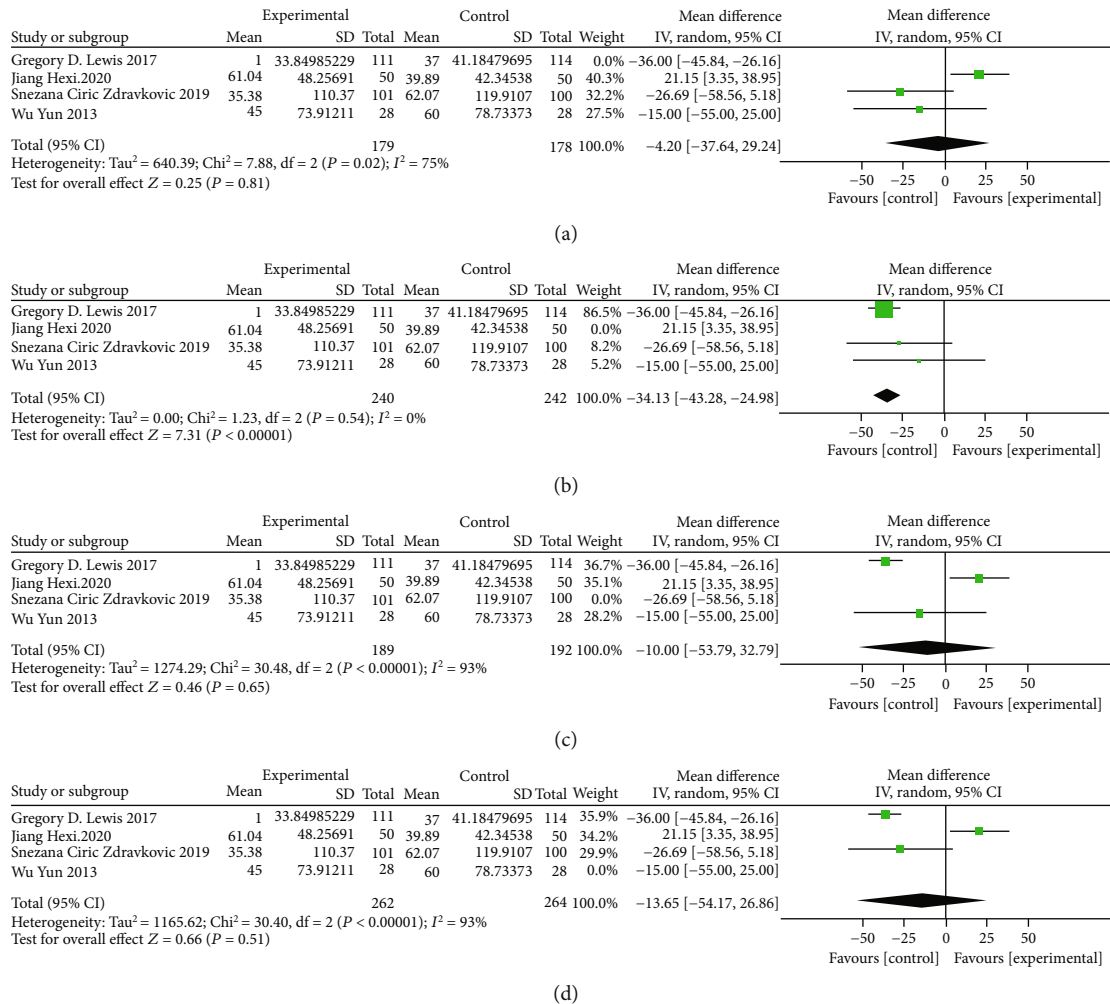 Experimental Control Mean difference Mean difference
Study or subgroup Mean SD Total Mean SD Total Weight IV, random, 95% CI IV, random, 95% CI
Gregory D. Lewis 2017 1 33.84985229 111 37 41.18479695 114 0.0% −36.00 [−45.84, −26.16]
Jiang Hexi.2020 61.04 48.25691 50 39.89 42.34538 50 40.3% 21.15 [3.35, 38.95]
Snezana Ciric Zdravkovic 2019 35.38 110.37 101 62.07 119.9107 100 32.2% −26.69 [−58.56, 5.18]
Wu Yun 2013 45 73.91211 28 60 78.73373 28 27.5% −15.00 [−55.00, 25.00]
Total (95% CI) 179 178 100.0% −4.20 [−37.64, 29.24]
Heterogeneity: Tau² = 640.39; Chi² = 7.88, df = 2 (P = 0.02); I² = 75%
Test for overall effect Z = 0.25 (P = 0.81)
−50 −25 0 25 50
Favours [control] Favours [experimental]
(a)
Experimental Control Mean difference Mean difference
Study or subgroup Mean SD Total Mean SD Total Weight IV, random, 95% CI IV, random, 95% CI
Gregory D. Lewis 2017 1 33.84985229 111 37 41.18479695 114 86.5% −36.00 [−45.84, −26.16]
Jiang Hexi 2020 61.04 48.25691 50 39.89 42.34538 50 0.0% 21.15 [3.35, 38.95]
Snezana Ciric Zdravkovic 2019 35.38 110.37 101 62.07 119.9107 100 8.2% −26.69 [−58.56, 5.18]
Wu Yun 2013 45 73.91211 28 60 78.73373 28 5.2% −15.00 [−55.00, 25.00]
Total (95% CI) 240 242 100.0% −34.13 [−43.28, −24.98]
Heterogeneity: Tau² = 0.00; Chi² = 1.23, df = 2 (P = 0.54); I² = 0%
Test for overall effect Z = 7.31 (P < 0.00001)
−50 −25 0 25 50
Favours [control] Favours [experimental]
(b)
Experimental Control Mean difference Mean difference
Study or subgroup Mean SD Total Mean SD Total Weight IV, random, 95% CI IV, random, 95% CI
Gregory D. Lewis 2017 1 33.84985229 111 37 41.18479695 114 36.7% −36.00 [−45.84, −26.16]
Jiang Hexi.2020 61.04 48.25691 50 39.89 42.34538 50 35.1% 21.15 [3.35, 38.95]
Snezana Ciric Zdravkovic 2019 35.38 110.37 101 62.07 119.9107 100 0.0% −26.69 [−58.56, 5.18]
Wu Yun 2013 45 73.91211 28 60 78.73373 28 28.2% −15.00 [−55.00, 25.00]
Total (95% CI) 189 192 100.0% −10.00 [−53.79, 32.79]
Heterogeneity: Tau² = 1274.29; Chi² = 30.48, df = 2 (P < 0.00001); I² = 93%
Test for overall effect Z = 0.46 (P = 0.65)
−50 −25 0 25 50
Favours [control] Favours [experimental]
(c)
Experimental Control Mean difference Mean difference
Study or subgroup Mean SD Total Mean SD Total Weight IV, random, 95% CI IV, random, 95% CI
Gregory D. Lewis 2017 1 33.84985229 111 37 41.18479695 114 35.9% −36.00 [−45.84, −26.16]
Jiang Hexi.2020 61.04 48.25691 50 39.89 42.34538 50 34.2% 21.15 [3.35, 38.95]
Snezana Ciric Zdravkovic 2019 35.38 110.37 101 62.07 119.9107 100 29.9% −26.69 [−58.56, 5.18]
Wu Yun 2013 45 73.91211 28 60 78.73373 28 0.0% −15.00 [−55.00, 25.00]
Total (95% CI) 262 264 100.0% −13.65 [−54.17, 26.86]
Heterogeneity: Tau² = 1165.62; Chi² = 30.40, df = 2 (P < 0.00001); I² = 93%
Test for overall effect Z = 0.66 (P = 0.51)
−50 −25 0 25 50
Favours [control] Favours [experimental]
(d)